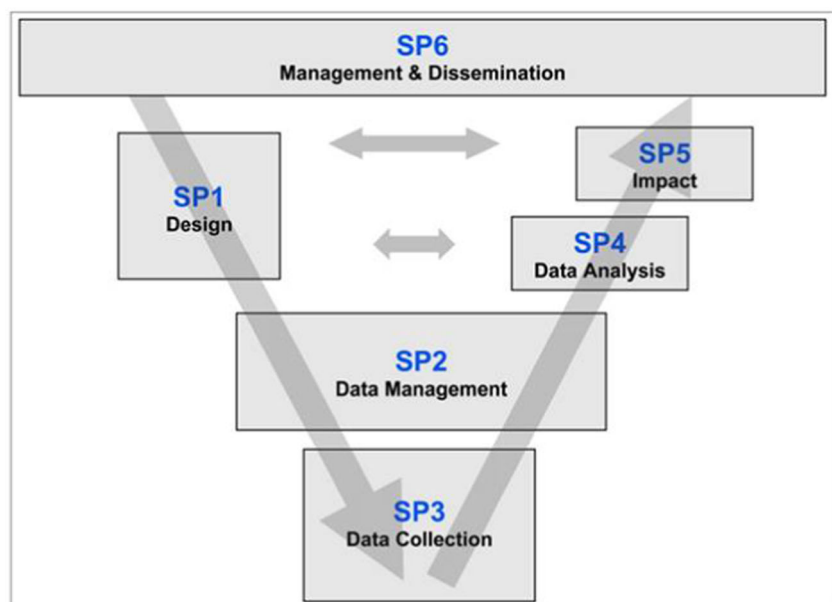 SP6
Management & Dissemination
SP1
Design
SP5
Impact
SP4
Data Analysis
SP2
Data Management
SP3
Data Collection